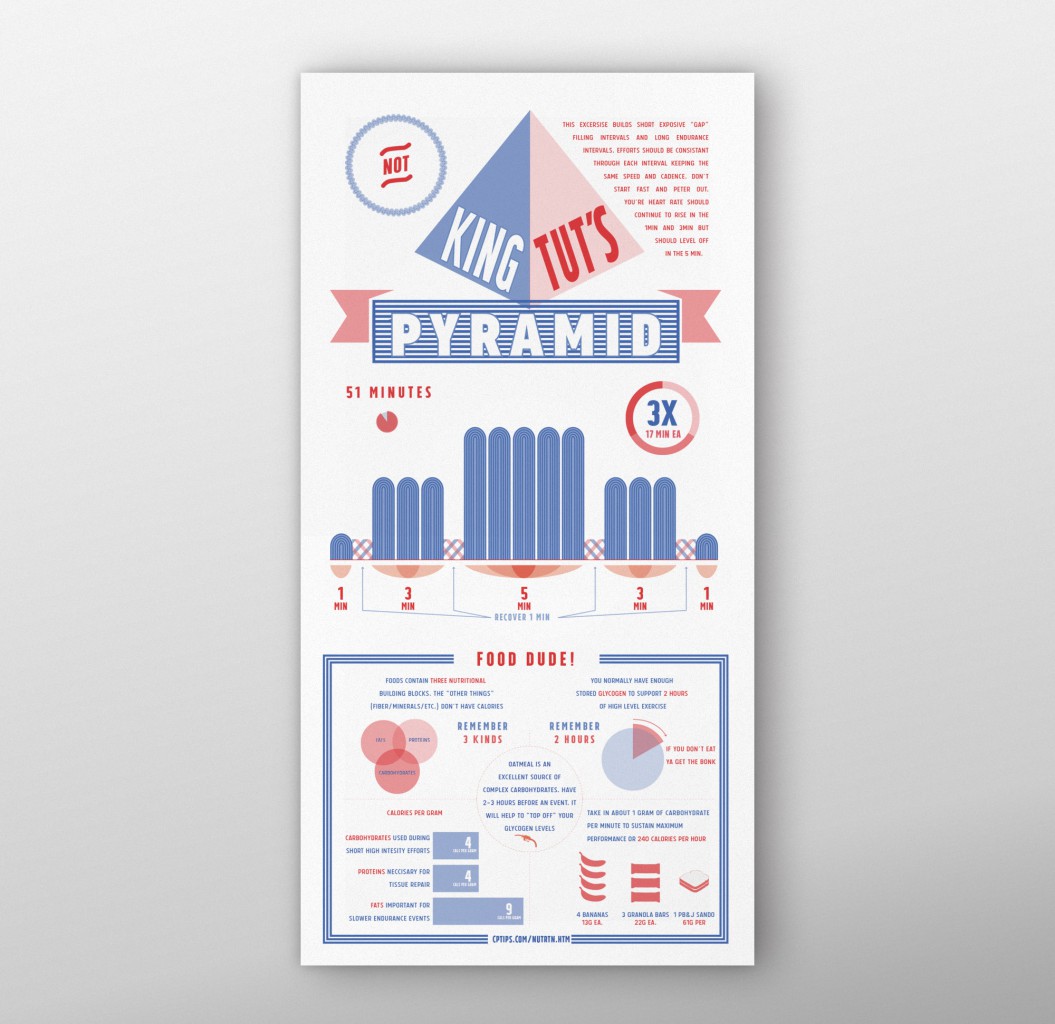 NOT
KING
TUT'S
PYRAMID
THIS EXCERSISE BUILDS SHORT EXPOSIVE "GAP"
FILLING INTERVALS AND LONG ENDURANCE
INTERVALS. EFFORTS SHOULD BE CONSISTANT
THROUGH EACH INTERVAL KEEPING THE
SAME SPEED AND CADENCE. DON'T
START FAST AND PETER OUT.
YOU'RE HEART RATE SHOULD
CONTINUE TO RISE IN THE
1MIN AND 3MIN BUT
SHOULD LEVEL OFF
IN THE 5 MIN.
51 MINUTES
3X
17 MIN EA
1
MIN
3
MIN
5
MIN
3
MIN
1
MIN
RECOVER 1 MIN
FOOD DUDE!
FOODS CONTAIN THREE NUTRITIONAL
BUILDING BLOCKS. THE "OTHER THINGS"
(FIBER/MINERALS/ETC.) DON'T HAVE CALORIES
REMEMBER
3 KINDS
FATS
PROTEINS
CARBOHYDRATES
YOU NORMALLY HAVE ENOUGH
STORED GLYCOGEN TO SUPPORT 2 HOURS
OF HIGH LEVEL EXERCISE
REMEMBER
2 HOURS
IF YOU DON'T EAT
YA GET THE BONK
OATMEAL IS AN
EXCELLENT SOURCE OF
COMPLEX CARBOHYDRATES. HAVE
2-3 HOURS BEFORE AN EVENT. IT
WILL HELP TO "TOP OFF" YOUR
GLYCOGEN LEVELS
CALORIES PER GRAM
CARBOHYDRATES USED DURING
SHORT HIGH INTESITY EFFORTS
4
CALS PER GRAM
PROTEINS NECCISARY FOR
TISSUE REPAIR
4
CALS PER GRAM
FATS IMPORTANT FOR
SLOWER ENDURANCE EVENTS
9
CALS PER GRAM
TAKE IN ABOUT 1 GRAM OF CARBOHYDRATE
PER MINUTE TO SUSTAIN MAXIMUM
PERFORMANCE OR 240 CALORIES PER HOUR
4 BANANAS
13G EA.
3 GRANOLA BARS
22G EA.
1 PB&J SANDO
61G PER
CPTIPS.COM/NUTRTN.HTM